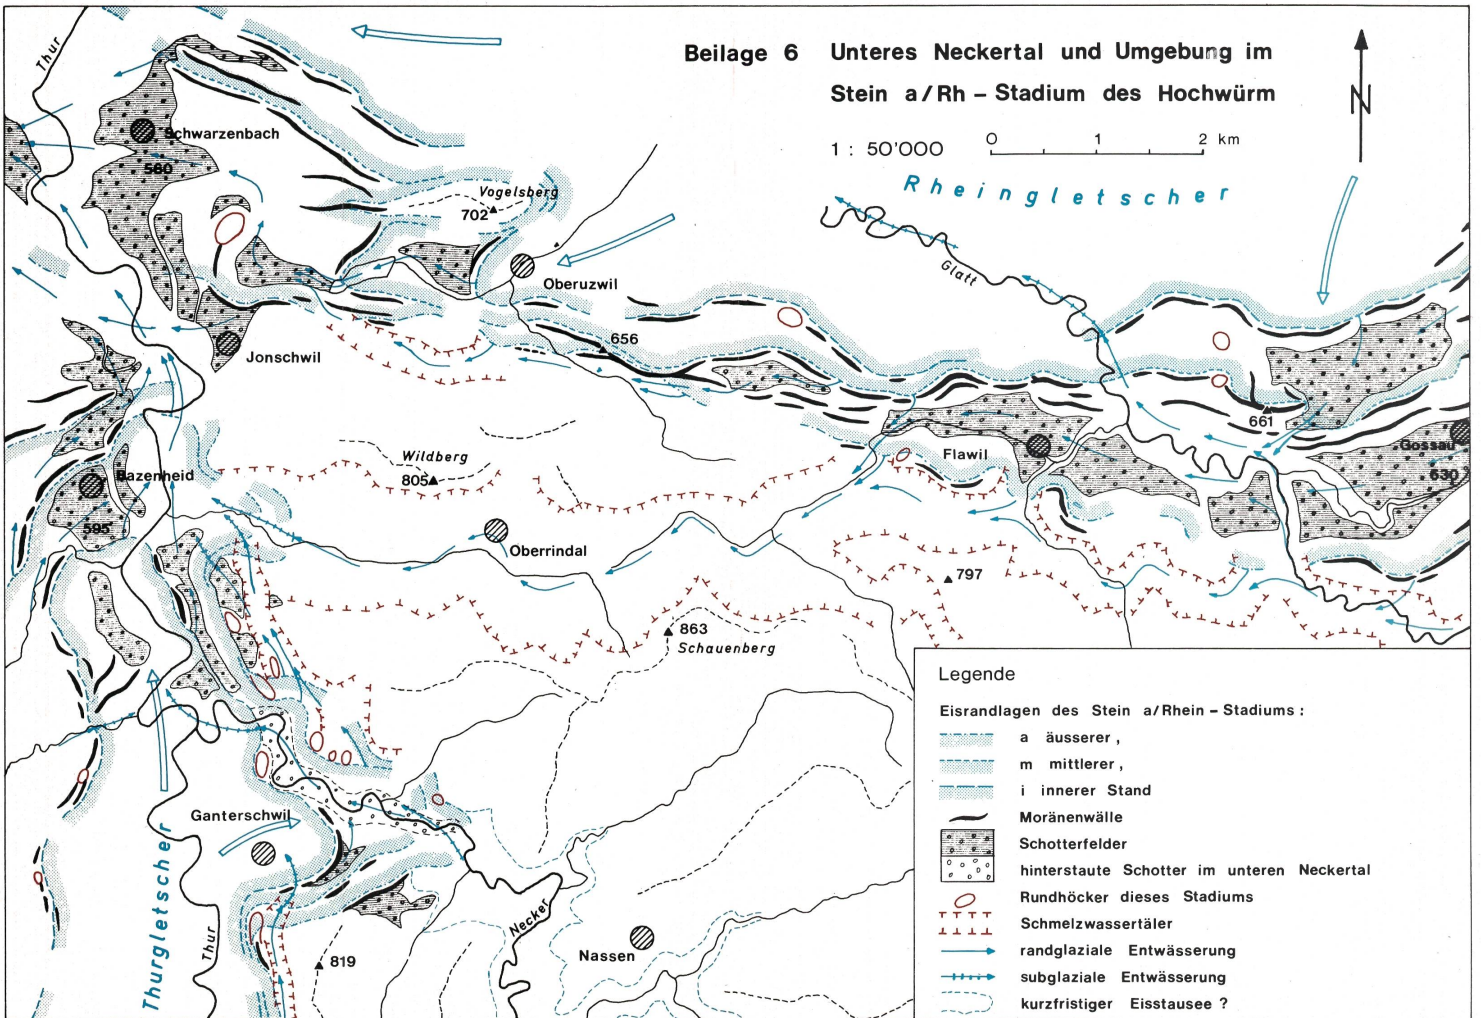 Beilage 6 Unteres Neckertal und Umgebung im
Stein a/Rh – Stadium des Hochwürm
1 : 50'000
0 1 2 km
N
Thur
Schwarzenbach
560
Vogelsberg
702
Rheingletscher
Glatt
Oberuzwil
656
Jonschwil
661
Gossau
630
Flawil
Wildberg
805
Bazenheid
595
Oberrindal
797
863
Schauenberg
Ganterschwil
Thurgletscher
Thur
Necker
Nassen
819
Legende
Eisrandlagen des Stein a/Rhein – Stadiums :
a äusserer ,
m mittlerer ,
i innerer Stand
Moränenwälle
Schotterfelder
hinterstaute Schotter im unteren Neckertal
Rundhöcker dieses Stadiums
Schmelzwassertäler
randglaziale Entwässerung
subglaziale Entwässerung
kurzfristiger Eisstausee ?